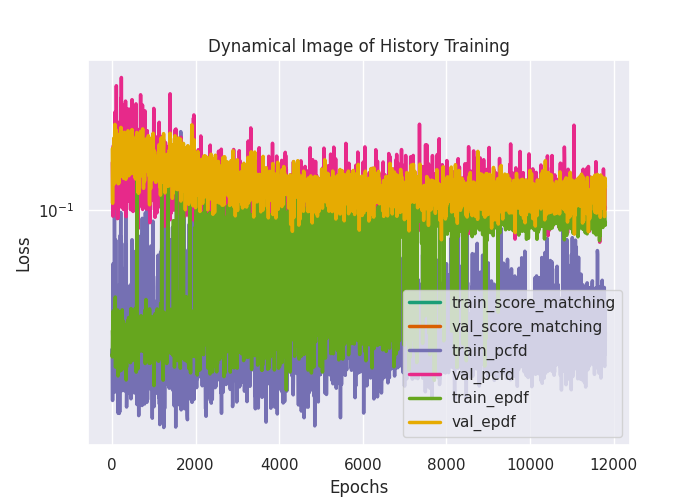 Dynamical Image of History Training
Loss
10⁻¹
train_score_matching
val_score_matching
train_pcfd
val_pcfd
train_epdf
val_epdf
0 2000 4000 6000 8000 10000 12000
Epochs